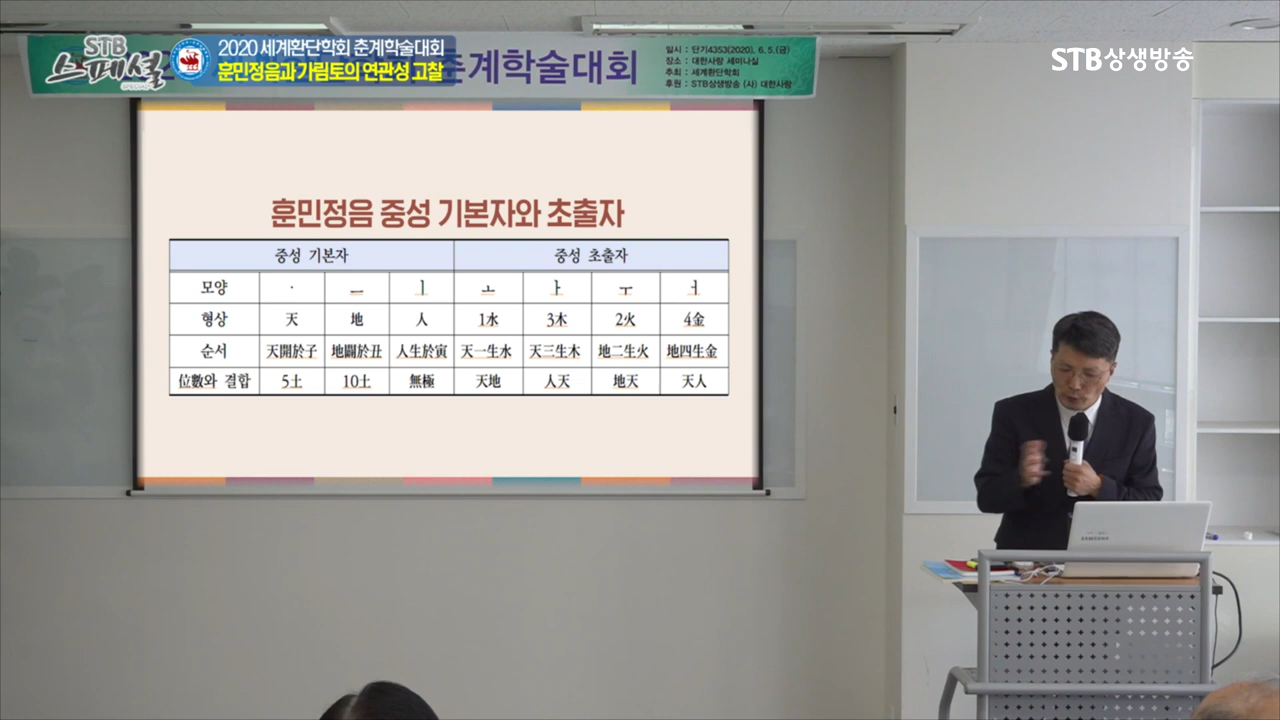 STB
스페셜
SPECIAL
2020 세계환단학회 춘계학술대회
훈민정음과 가림토의 연관성 고찰
춘계학술대회
일시 : 단기4353(2020). 6. 5.(금)
장소 : 대한사랑 세미나실
주최 : 세계환단학회
후원 : STB상생방송 (사) 대한사랑
STB상생방송
훈민정음 중성 기본자와 초출자
중성 기본자 중성 초출자
모양 · ㅡ ㅣ ㅗ ㅏ ㅜ ㅓ
형상 天 地 人 1水 3木 2火 4金
순서 天開於子 地闢於丑 人生於寅 天一生水 天三生木 地二生火 地四生金
位數와 결합 5土 10土 無極 天地 人天 地天 天人
SAMSUNG